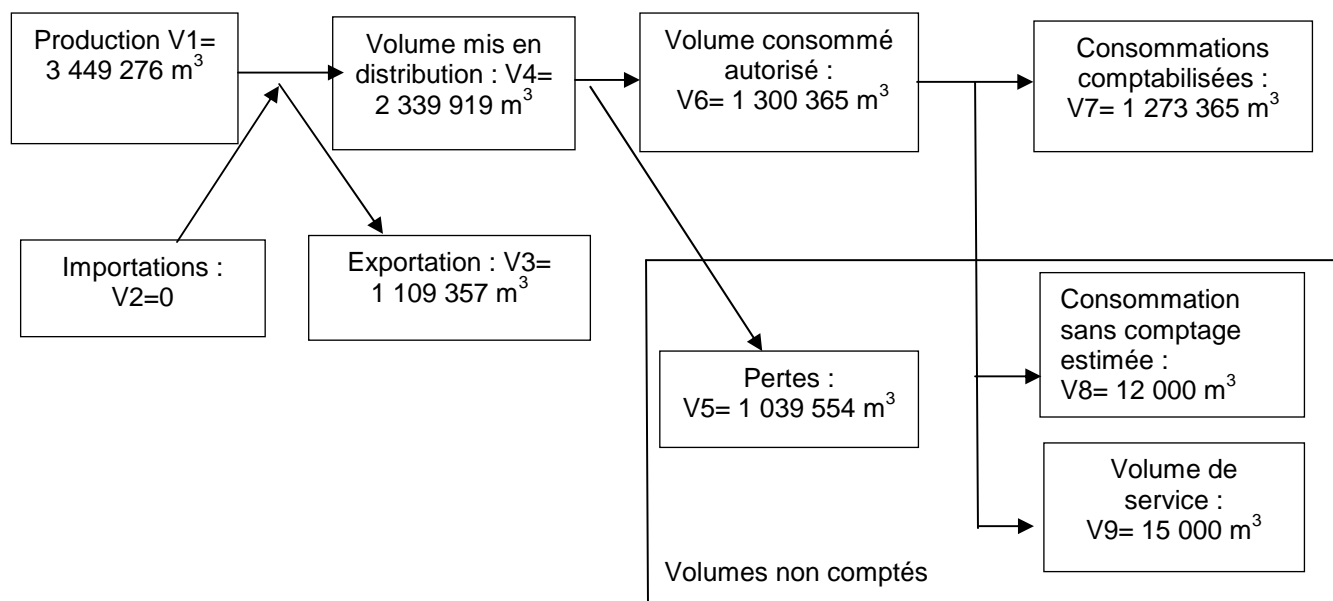 Production V1=
3 449 276 m³
Volume mis en
distribution : V4=
2 339 919 m³
Volume consommé
autorisé :
V6= 1 300 365 m³
Consommations
comptabilisées :
V7= 1 273 365 m³
Importations :
V2=0
Exportation : V3=
1 109 357 m³
Pertes :
V5= 1 039 554 m³
Consommation
sans comptage
estimée :
V8= 12 000 m³
Volume de
service :
V9= 15 000 m³
Volumes non comptés